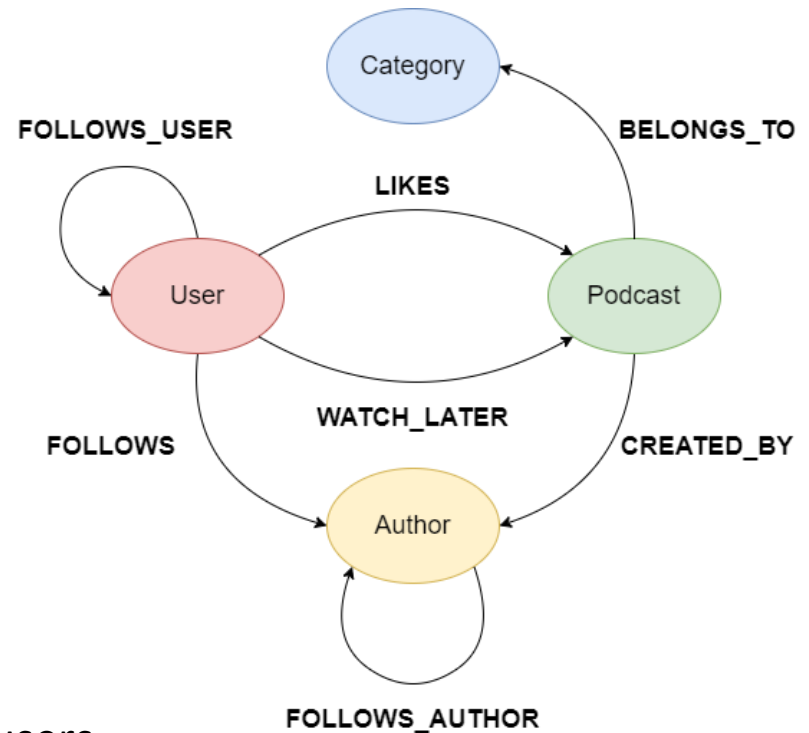 Category
FOLLOWS_USER
BELONGS_TO
LIKES
User
Podcast
WATCH_LATER
FOLLOWS
CREATED_BY
Author
FOLLOWS_AUTHOR